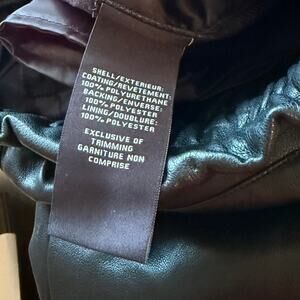 SHELL/EXTERIEUR:
COATING/REVETEMENT:
100% POLYURETHANE
BACKING/ENVERSE:
100% POLYESTER
LINING/DOUBLURE:
100% POLYESTER
EXCLUSIVE OF
TRIMMING
GARNITURE NON
COMPRISE